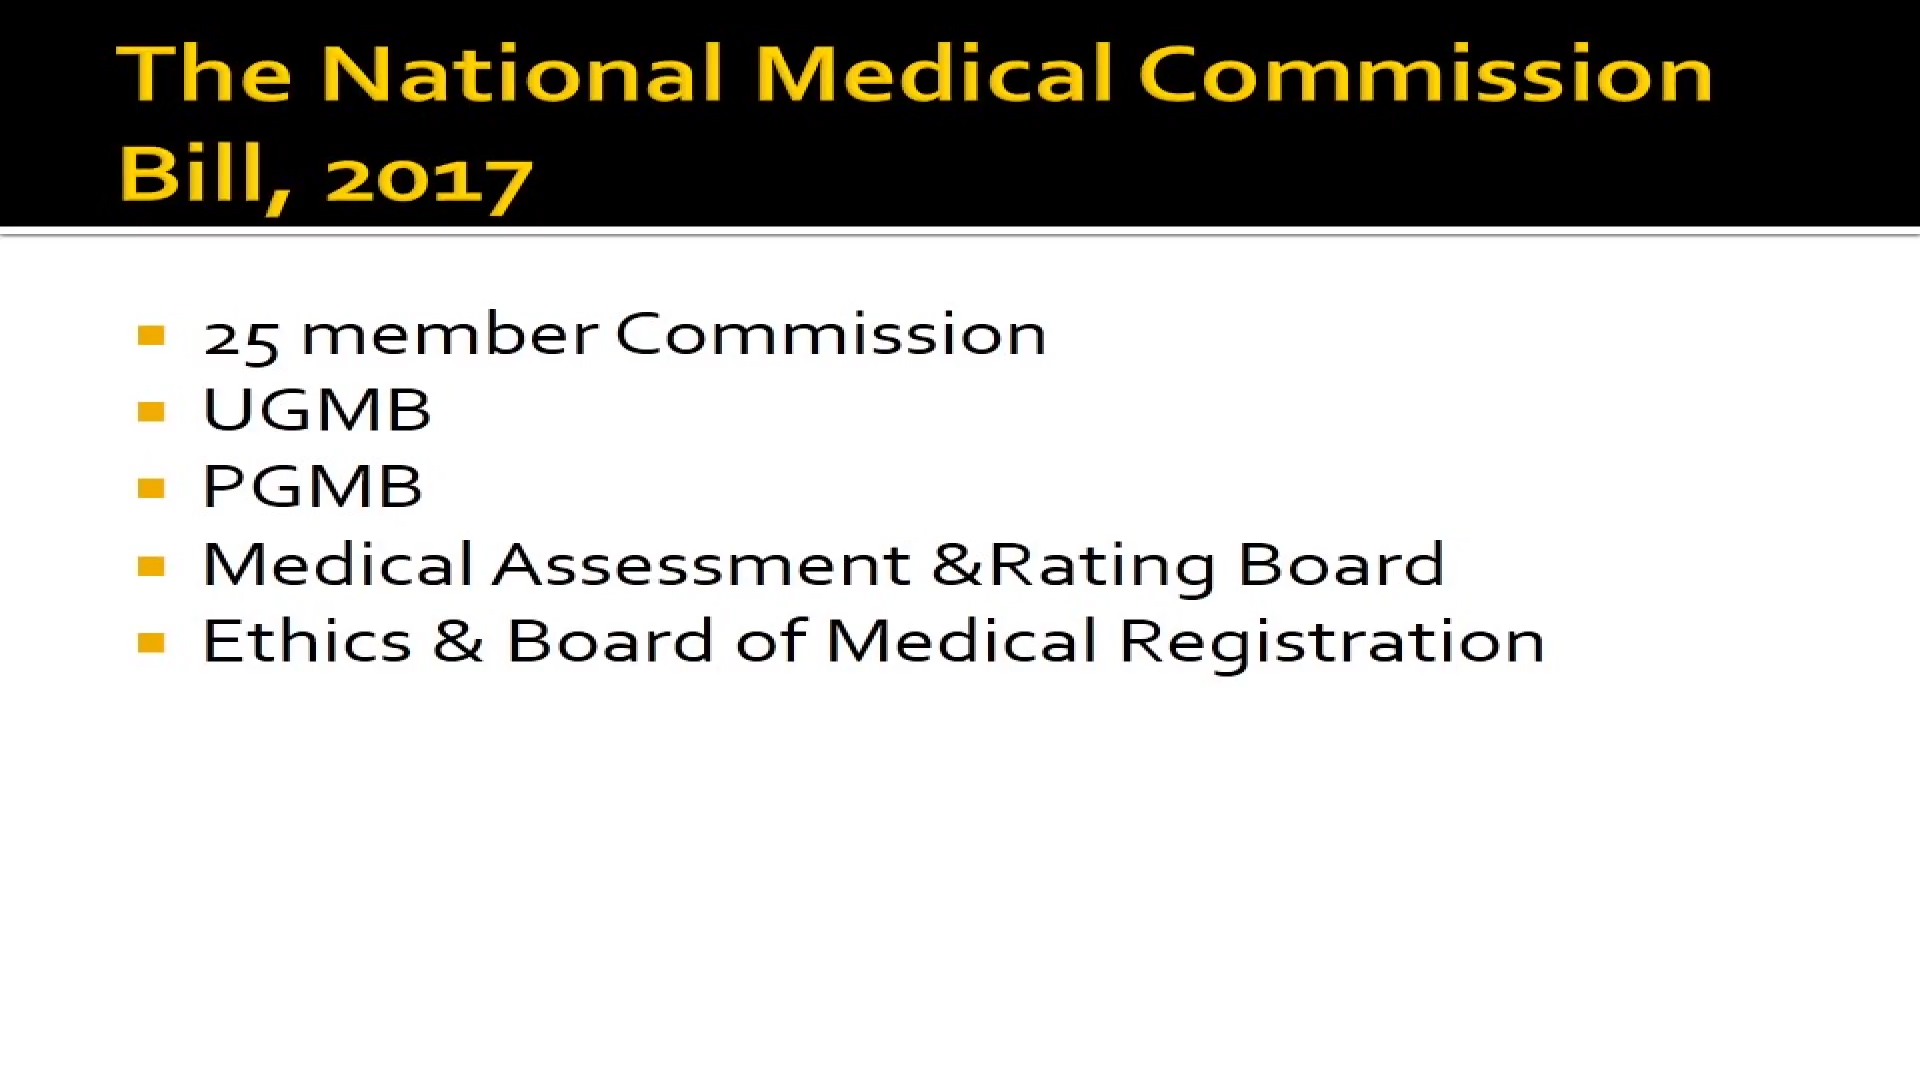 The National Medical Commission
Bill, 2017
25 member Commission
UGMB
PGMB
Medical Assessment &Rating Board
Ethics & Board of Medical Registration